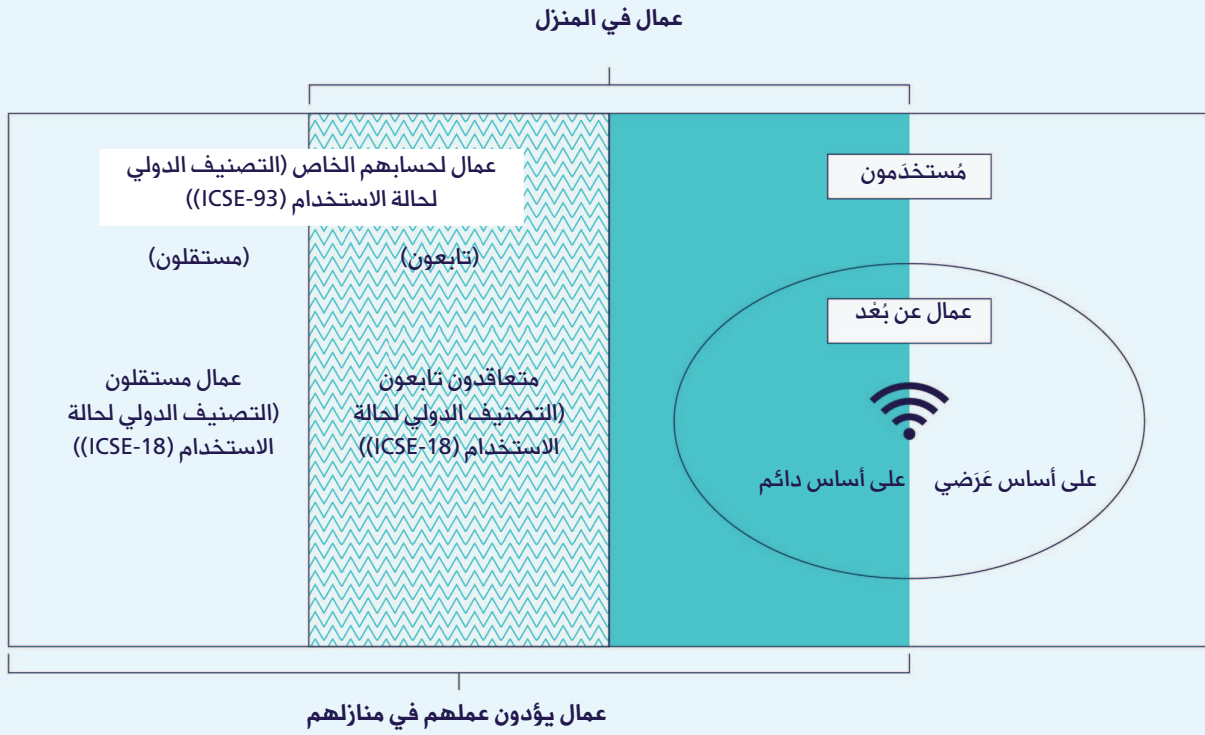 عمال في المنزل
مُستخدَمون
عمال لحسابهم الخاص (التصنيف الدولي
لحالة الاستخدام (ICSE-93))
(تابعون)
(مستقلون)
عمال عن بُعْد
متعاقدون تابعون
(التصنيف الدولي لحالة
الاستخدام (ICSE-18))
عمال مستقلون
(التصنيف الدولي لحالة
الاستخدام (ICSE-18))
على أساس عَرَضي
على أساس دائم
عمال يؤدون عملهم في منازلهم